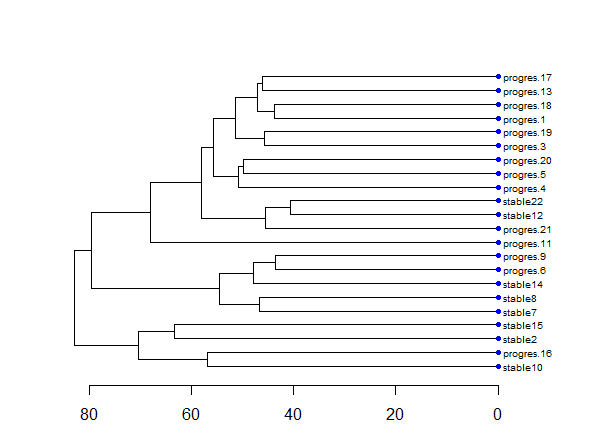 progres.17
progres.13
progres.18
progres.1
progres.19
progres.3
progres.20
progres.5
progres.4
stable22
stable12
progres.21
progres.11
progres.9
progres.6
stable14
stable8
stable7
stable15
stable2
progres.16
stable10
80 60 40 20 0